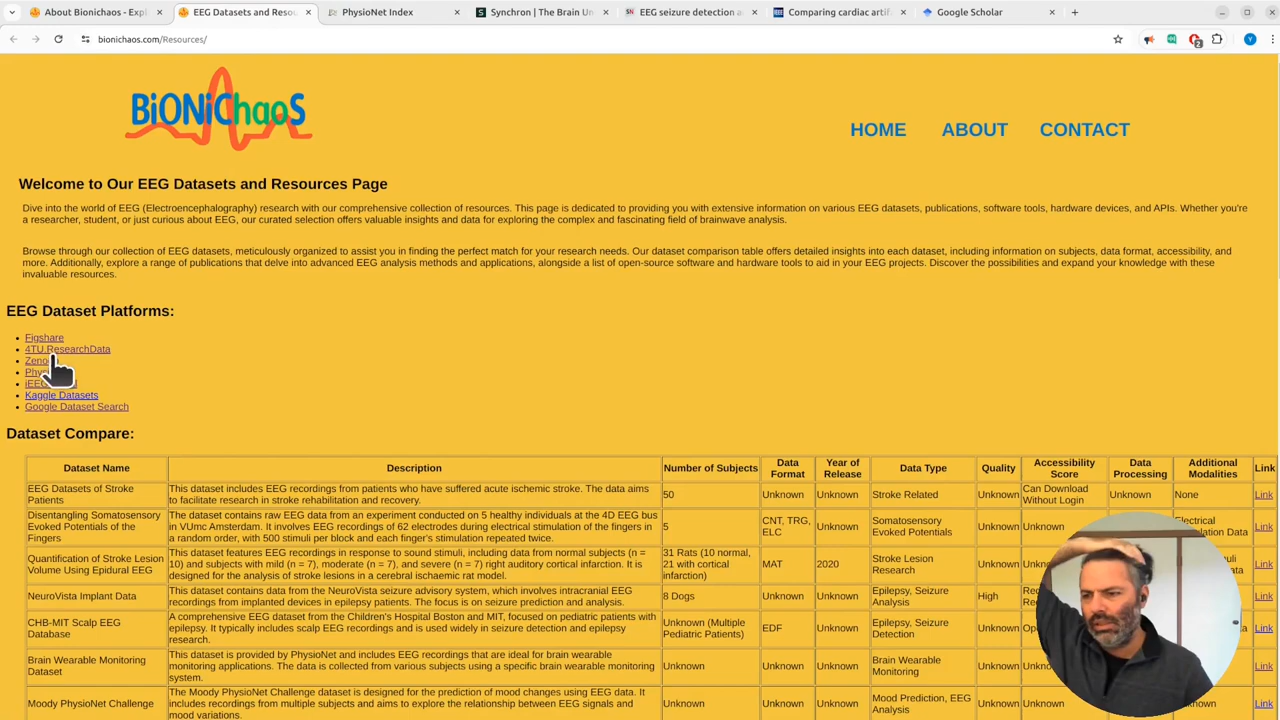 About Bionichaos - Expl
EEG Datasets and Resou
PhysioNet Index
Synchron | The Brain Un
EEG seizure detection a
Comparing cardiac artif
Google Scholar
bionichaos.com/Resources/
BiONiChaoS
HOME ABOUT CONTACT
Welcome to Our EEG Datasets and Resources Page
Dive into the world of EEG (Electroencephalography) research with our comprehensive collection of resources. This page is dedicated to providing you with extensive information on various EEG datasets, publications, software tools, hardware devices, and APIs. Whether you're
a researcher, student, or just curious about EEG, our curated selection offers valuable insights and data for exploring the complex and fascinating field of brainwave analysis.
Browse through our collection of EEG datasets, meticulously organized to assist you in finding the perfect match for your research needs. Our dataset comparison table offers detailed insights into each dataset, including information on subjects, data format, accessibility, and
more. Additionally, explore a range of publications that delve into advanced EEG analysis methods and applications, alongside a list of open-source software and hardware tools to aid in your EEG projects. Discover the possibilities and expand your knowledge with these
invaluable resources.
EEG Dataset Platforms:
Figshare
4TU.ResearchData
Kaggle Datasets
Google Dataset Search
Dataset Compare:
Dataset Name Description Number of Subjects Data Format Year of Release Data Type Quality Accessibility Score Data Processing Additional Modalities Link
EEG Datasets of Stroke
Patients
This dataset includes EEG recordings from patients who have suffered acute ischemic stroke. The data aims
to facilitate research in stroke rehabilitation and recovery.
50 Unknown Unknown Stroke Related Unknown Can Download Without Login Unknown None Link
Disentangling Somatosensory
Evoked Potentials of the
Fingers
The dataset contains raw EEG data from an experiment conducted on 5 healthy individuals at the 4D EEG bus
in VUmc Amsterdam. It involves EEG recordings of 62 electrodes during electrical stimulation of the fingers in
a random order, with 500 stimuli per block and each finger's stimulation repeated twice.
5 CNT, TRG, ELC Unknown Somatosensory Evoked Potentials Unknown Electrical Data Link
Quantification of Stroke Lesion
Volume Using Epidural EEG
This dataset features EEG recordings in response to sound stimuli, including data from normal subjects (n =
10) and subjects with mild (n = 7), moderate (n = 7), and severe (n = 7) right auditory cortical infarction. It is
designed for the analysis of stroke lesions in a cerebral ischaemic rat model.
31 Rats (10 normal, 21 with cortical infarction) MAT 2020 Stroke Lesion Research Unknown Link
NeuroVista Implant Data
This dataset contains data from the NeuroVista seizure advisory system, which involves intracranial EEG
recordings from implanted devices in epilepsy patients. The focus is on seizure prediction and analysis.
8 Dogs Unknown Unknown Epilepsy, Seizure Analysis High Link
CHB-MIT Scalp EEG
Database
A comprehensive EEG dataset from the Children's Hospital Boston and MIT, focused on pediatric patients with
epilepsy. It typically includes scalp EEG recordings and is used widely in seizure detection and epilepsy
research.
Unknown (Multiple Pediatric Patients) EDF Unknown Epilepsy, Seizure Detection Unknown Link
Brain Wearable Monitoring
Dataset
This dataset is provided by PhysioNet and includes EEG recordings that are ideal for brain wearable
monitoring applications. The data is collected from various subjects using a specific brain wearable monitoring
system.
Unknown Unknown Unknown Brain Wearable Monitoring Unknown Link
Moody PhysioNet Challenge
The Moody PhysioNet Challenge dataset is designed for the prediction of mood changes using EEG data. It
includes recordings from multiple subjects and aims to explore the relationship between EEG signals and
mood variations.
Unknown Unknown Unknown Mood Prediction, EEG Analysis Unknown Unknown Link